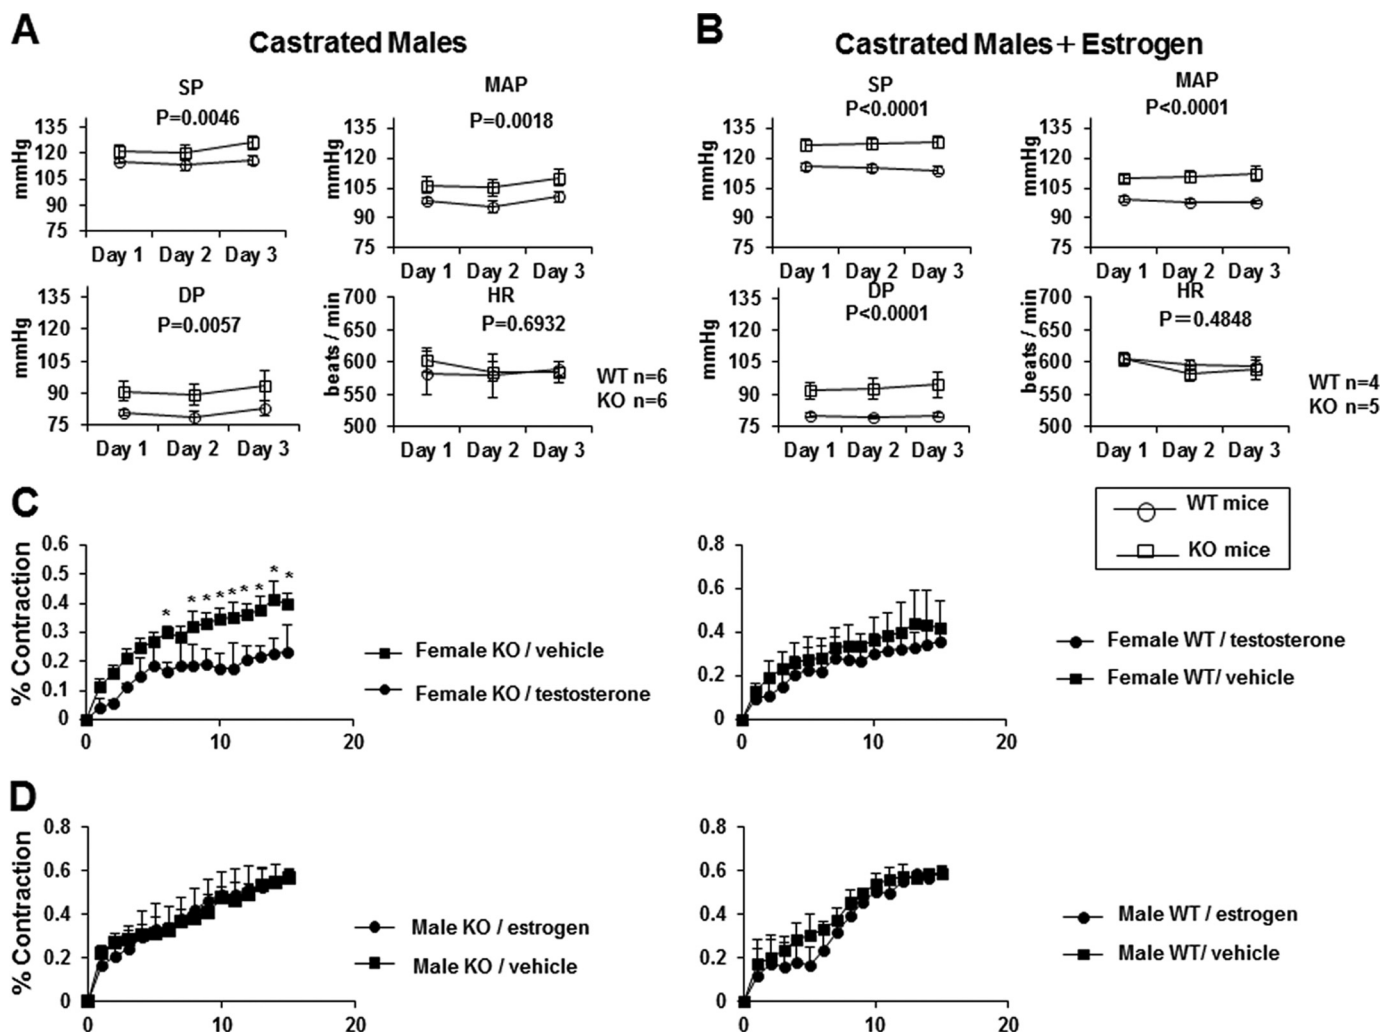 A
Castrated Males
SP
P=0.0046
mmHg
135
120
105
90
75
Day 1 Day 2 Day 3
MAP
P=0.0018
mmHg
135
120
105
90
75
Day 1 Day 2 Day 3
DP
P=0.0057
mmHg
135
120
105
90
75
Day 1 Day 2 Day 3
HR
P=0.6932
beats / min
700
650
600
550
500
Day 1 Day 2 Day 3
WT n=6
KO n=6
B
Castrated Males + Estrogen
SP
P<0.0001
mmHg
135
120
105
90
75
Day 1 Day 2 Day 3
MAP
P<0.0001
mmHg
135
120
105
90
75
Day 1 Day 2 Day 3
DP
P<0.0001
mmHg
135
120
105
90
75
Day 1 Day 2 Day 3
HR
P=0.4848
beats / min
700
650
600
550
500
Day 1 Day 2 Day 3
WT n=4
KO n=5
WT mice
KO mice
C
% Contraction
0.6
0.5
0.4
0.3
0.2
0.1
0
0 10 20
* * * * * * * * *
Female KO / vehicle
Female KO / testosterone
0.8
0.6
0.4
0.2
0
0 10 20
Female WT / testosterone
Female WT/ vehicle
D
% Contraction
0.8
0.6
0.4
0.2
0
0 10 20
Male KO / estrogen
Male KO / vehicle
0.8
0.6
0.4
0.2
0
0 10 20
Male WT / estrogen
Male WT/ vehicle